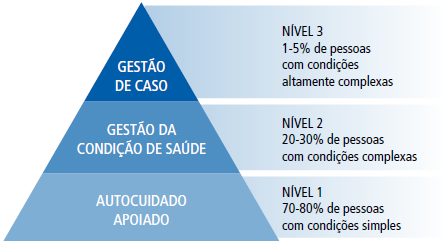 GESTÃO
DE CASO
NÍVEL 3
1-5% de pessoas
com condições
altamente complexas
GESTÃO DA
CONDIÇÃO DE SAÚDE
NÍVEL 2
20-30% de pessoas
com condições complexas
AUTOCUIDADO
APOIADO
NÍVEL 1
70-80% de pessoas
com condições simples